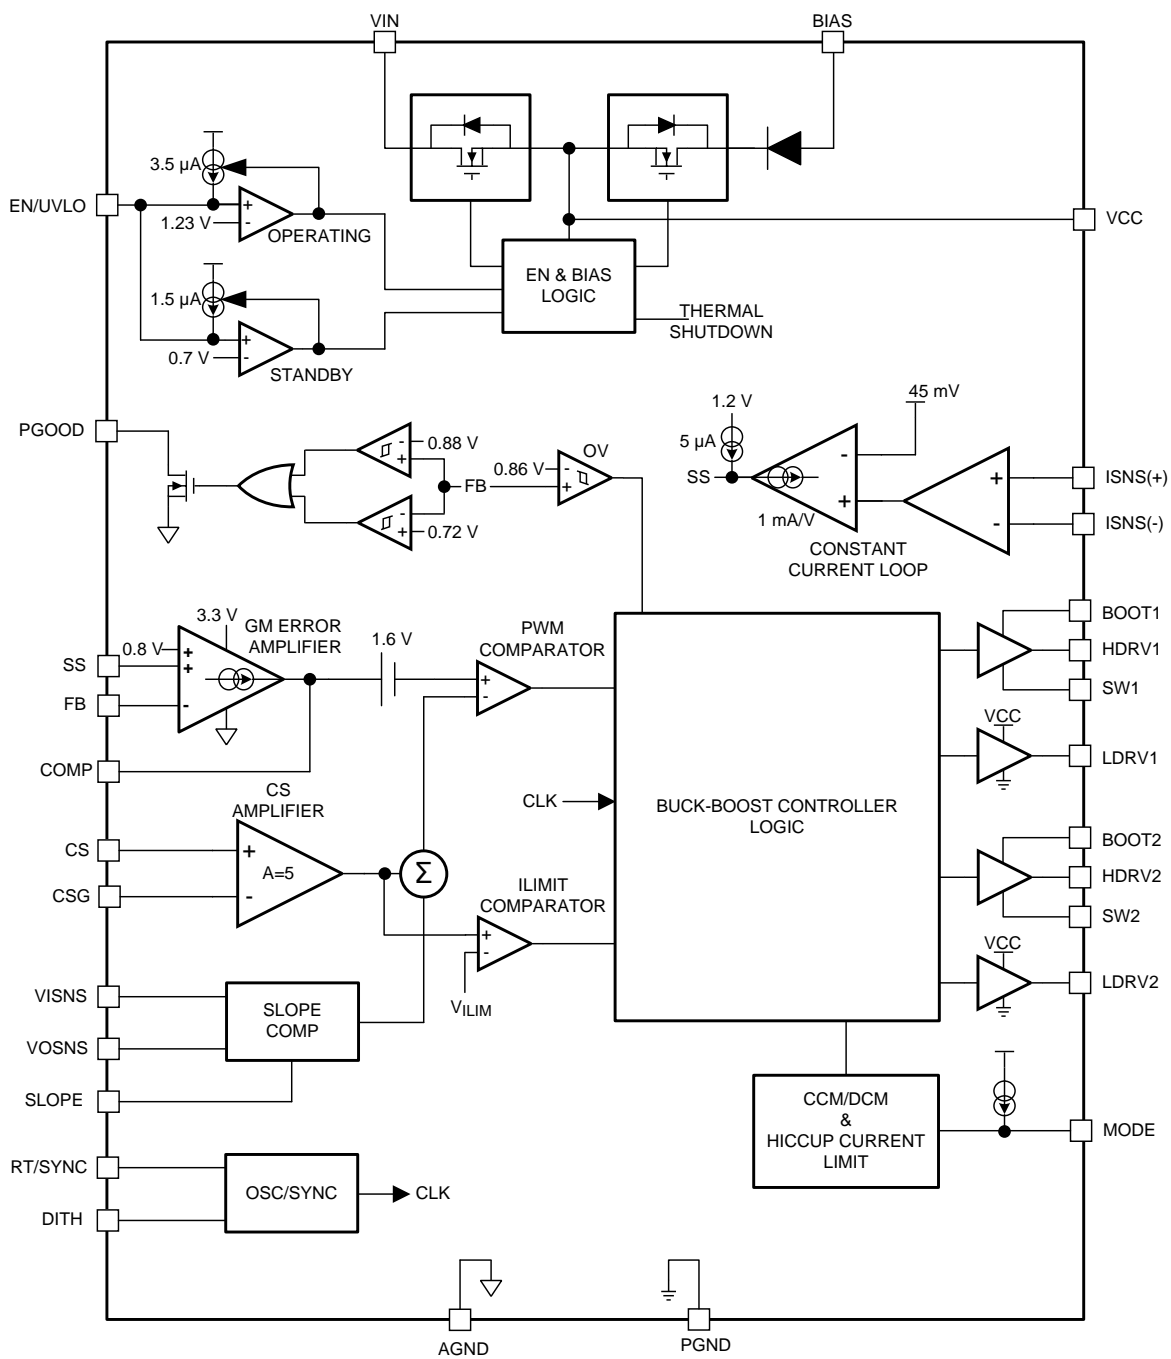 VIN
BIAS
3.5 µA
EN/UVLO
+
-
1.23 V
OPERATING
VCC
EN & BIAS
LOGIC
1.5 µA
+
-
0.7 V
STANDBY
THERMAL
SHUTDOWN
PGOOD
-
+
0.88 V
FB
-
+
0.72 V
OV
0.86 V
-
+
1.2 V
5 µA
SS
45 mV
-
+
1 mA/V
CONSTANT
CURRENT LOOP
+
-
ISNS(+)
ISNS(-)
3.3 V
GM ERROR
AMPLIFIER
0.8 V
+
+
-
SS
FB
COMP
1.6 V
PWM
COMPARATOR
+
-
BOOT1
HDRV1
SW1
VCC
LDRV1
CS
AMPLIFIER
CS
CSG
+
-
A=5
Σ
CLK
BUCK-BOOST CONTROLLER
LOGIC
ILIMIT
COMPARATOR
+
-
VILIM
BOOT2
HDRV2
SW2
VCC
LDRV2
VISNS
VOSNS
SLOPE
SLOPE
COMP
CCM/DCM
&
HICCUP CURRENT
LIMIT
MODE
RT/SYNC
DITH
OSC/SYNC
CLK
AGND
PGND